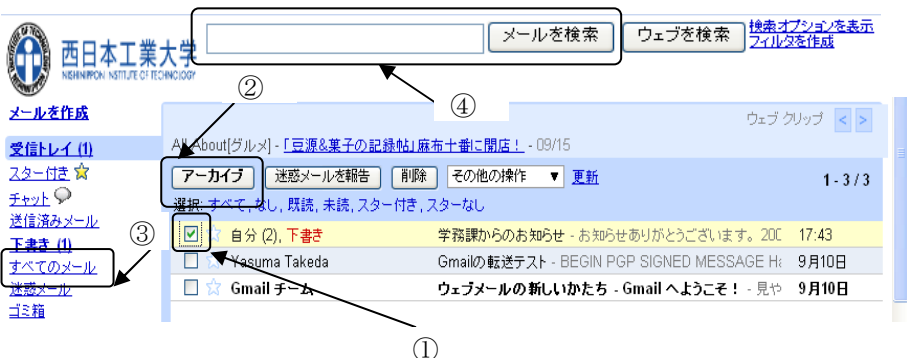 メールを検索 ウェブを検索 検索オプションを表示
フィルタを作成
西日本工業大学
NISHINIPPON INSTITUTE OF TECHNOLOGY
② ④
メールを作成
ウェブ クリップ < >
受信トレイ (1)
All About[グルメ] - 「豆源&菓子の記録帖」麻布十番に開店! - 09/15
スター付き
アーカイブ 迷惑メールを報告 削除 その他の操作 ▼ 更新 1 - 3 / 3
チャット
選択: すべて, なし, 既読, 未読, スター付き, スターなし
送信済みメール
③
自分 (2), 下書き 学務課からのお知らせ - お知らせありがとうございます。 200 17:43
下書き (1)
すべてのメール
Yasuma Takeda Gmailの転送テスト - BEGIN PGP SIGNED MESSAGE Ha 9月10日
迷惑メール
Gmail チーム ウェブメールの新しいかたち - Gmail へようこそ! - 見や 9月10日
ゴミ箱
①